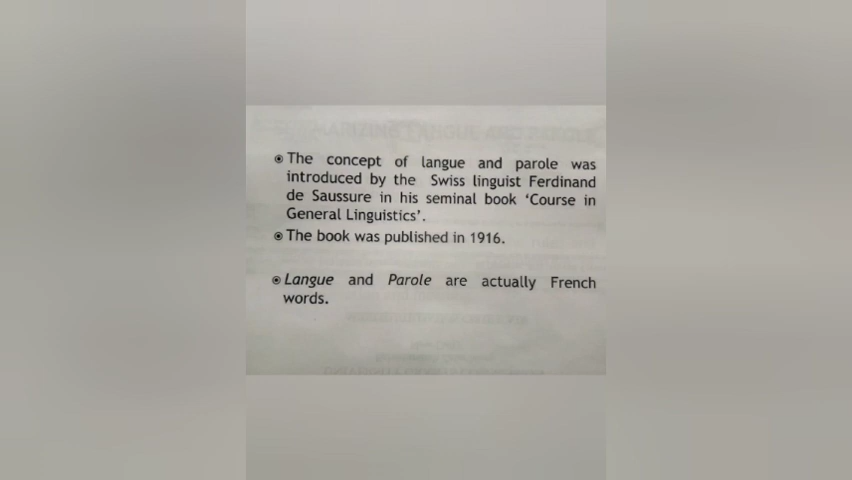 The concept of langue and parole was
introduced by the Swiss linguist Ferdinand
de Saussure in his seminal book ‘Course in
General Linguistics’.
The book was published in 1916.
Langue and Parole are actually French
words.